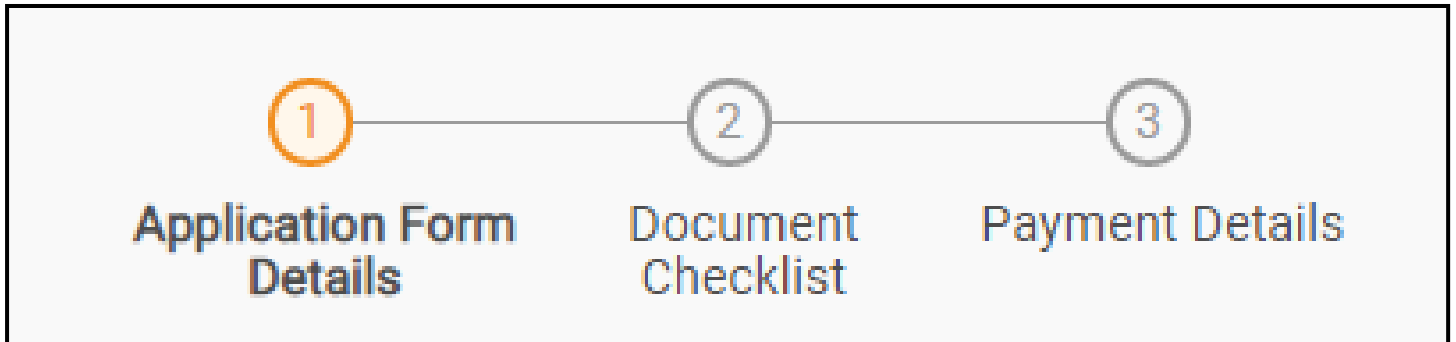 1
2
3
Application Form
Details
Document
Checklist
Payment Details